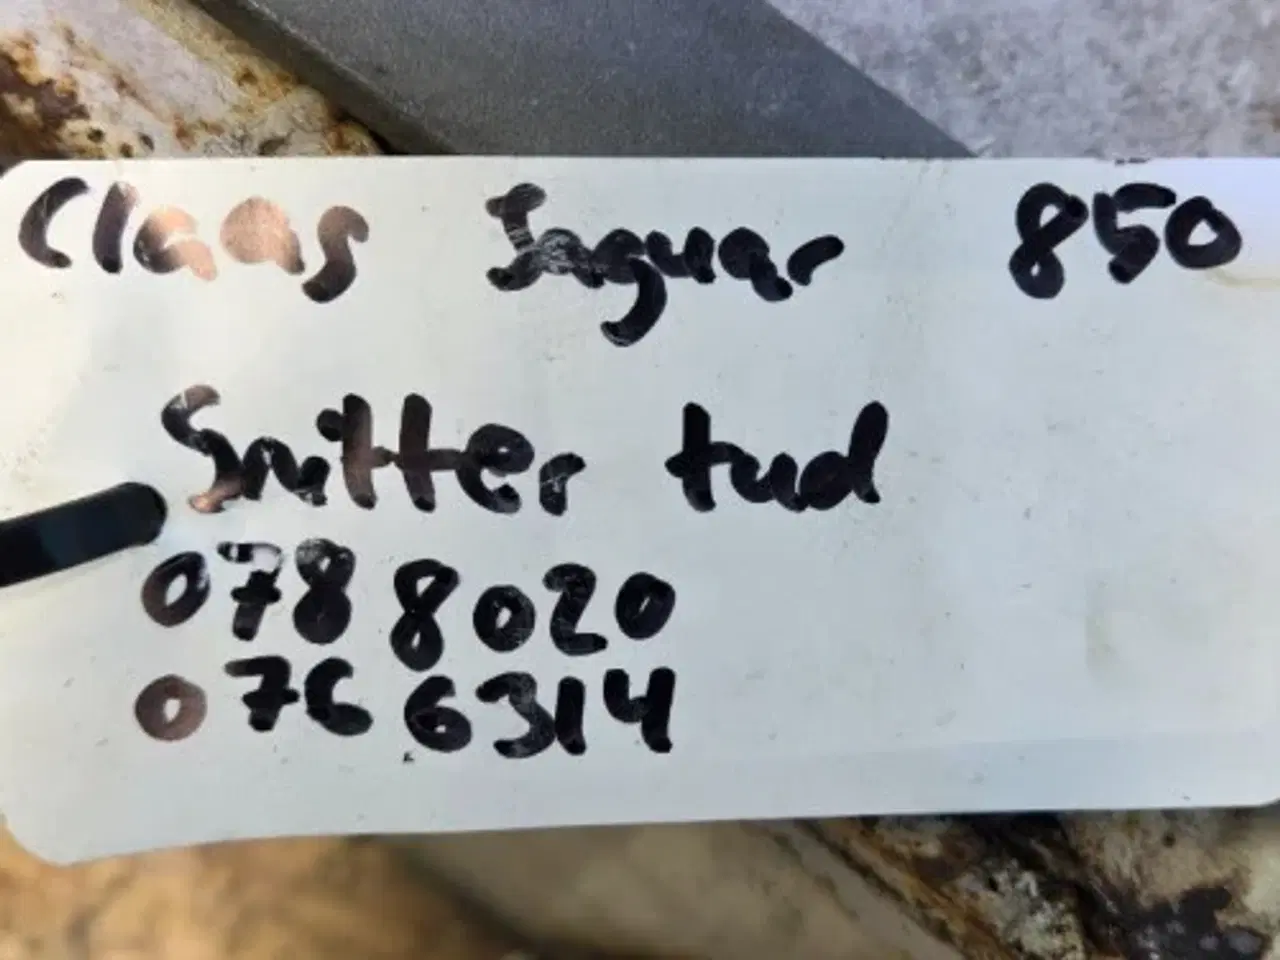 Claas Jaguar 850
Snitter tud
078 8020
076 6314